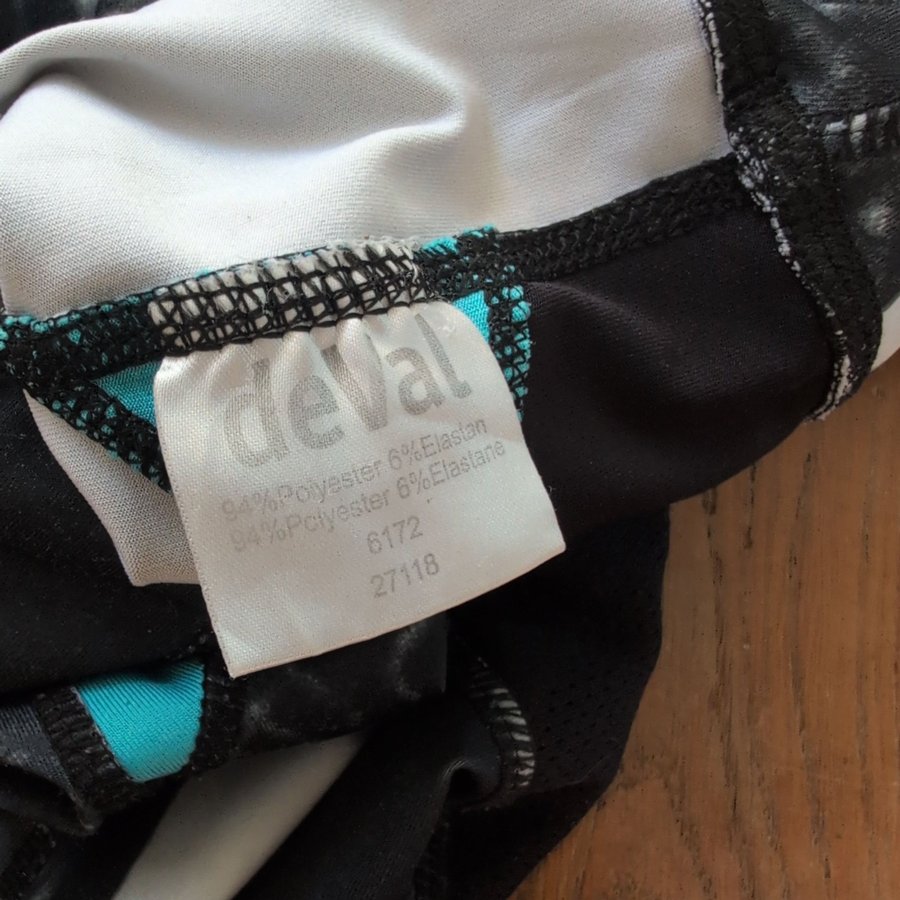 deVal
94%Polyester 6%Elastan
94%Polyester 6%Elastane
6172
27118